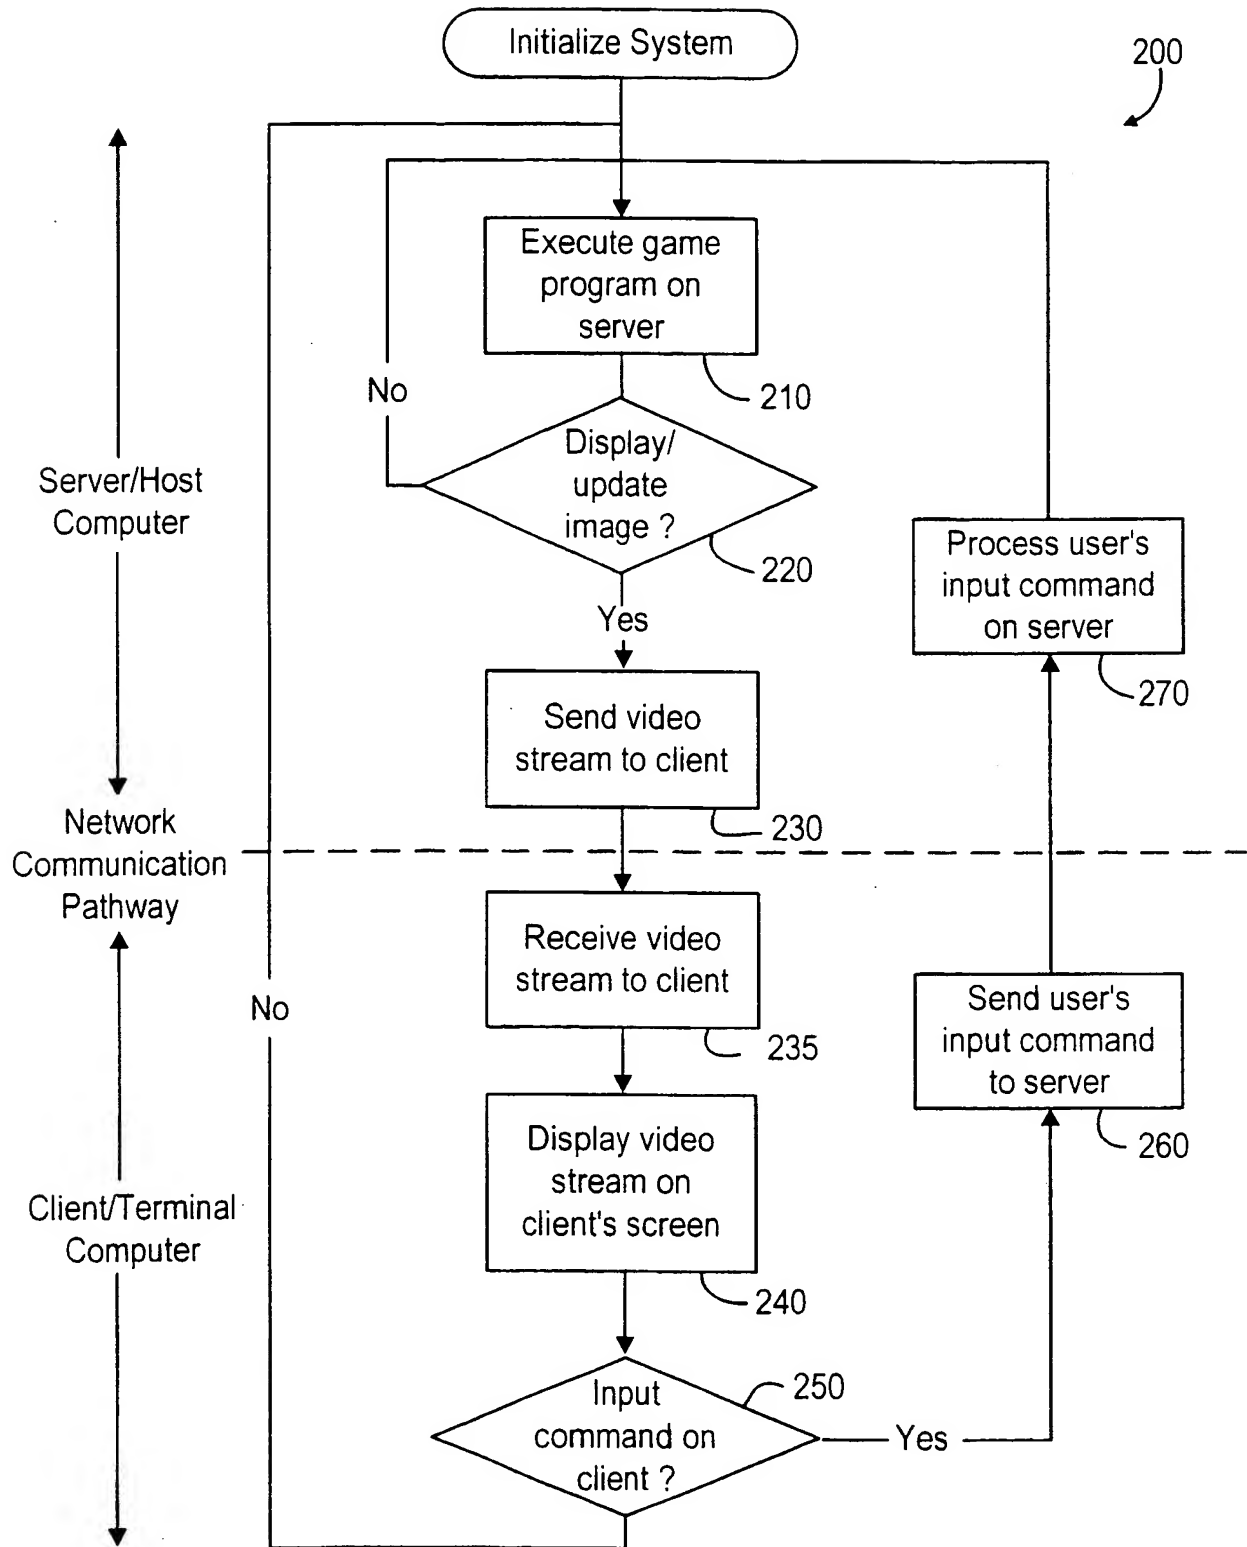 Initialize System
200
Execute game
program on
server
210
No
Display/
update
image ?
220
Server/Host
Computer
Process user's
input command
on server
270
Yes
Send video
stream to client
230
Network
Communication
Pathway
Receive video
stream to client
235
No
Send user's
input command
to server
260
Display video
stream on
client's screen
240
Client/Terminal
Computer
Input
command on
client ?
250
Yes